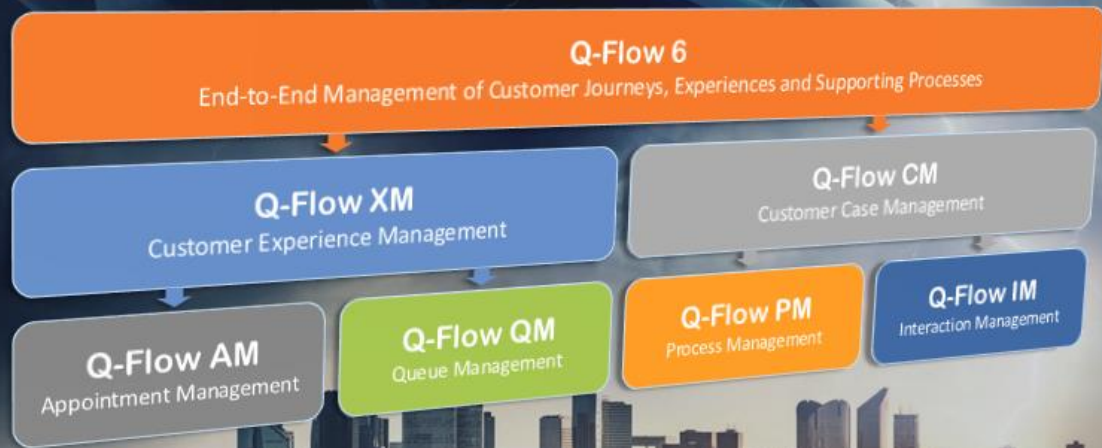 Q-Flow 6
End-to-End Management of Customer Journeys, Experiences and Supporting Processes
Q-Flow XM
Customer Experience Management
Q-Flow CM
Customer Case Management
Q-Flow AM
Appointment Management
Q-Flow QM
Queue Management
Q-Flow PM
Process Management
Q-Flow IM
Interaction Management